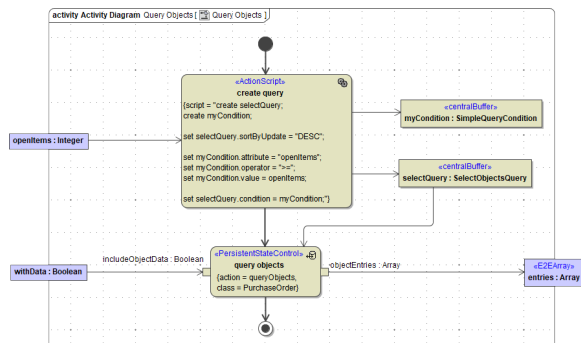 activity Activity Diagram Query Objects [ Query Objects ]
«ActionScript»
create query
{script = "create selectQuery;
create myCondition;
set selectQuery.sortByUpdate = "DESC";
set myCondition.attribute = "openItems";
set myCondition.operator = ">=";
set myCondition.value = openItems;
set selectQuery.condition = myCondition;"}
«centralBuffer»
myCondition : SimpleQueryCondition
openItems : Integer
«centralBuffer»
selectQuery : SelectObjectsQuery
«PersistentStateControl»
query objects
{action = queryObjects,
class = PurchaseOrder}
includeObjectData : Boolean
withData : Boolean
objectEntries : Array
«E2EArray»
entries : Array